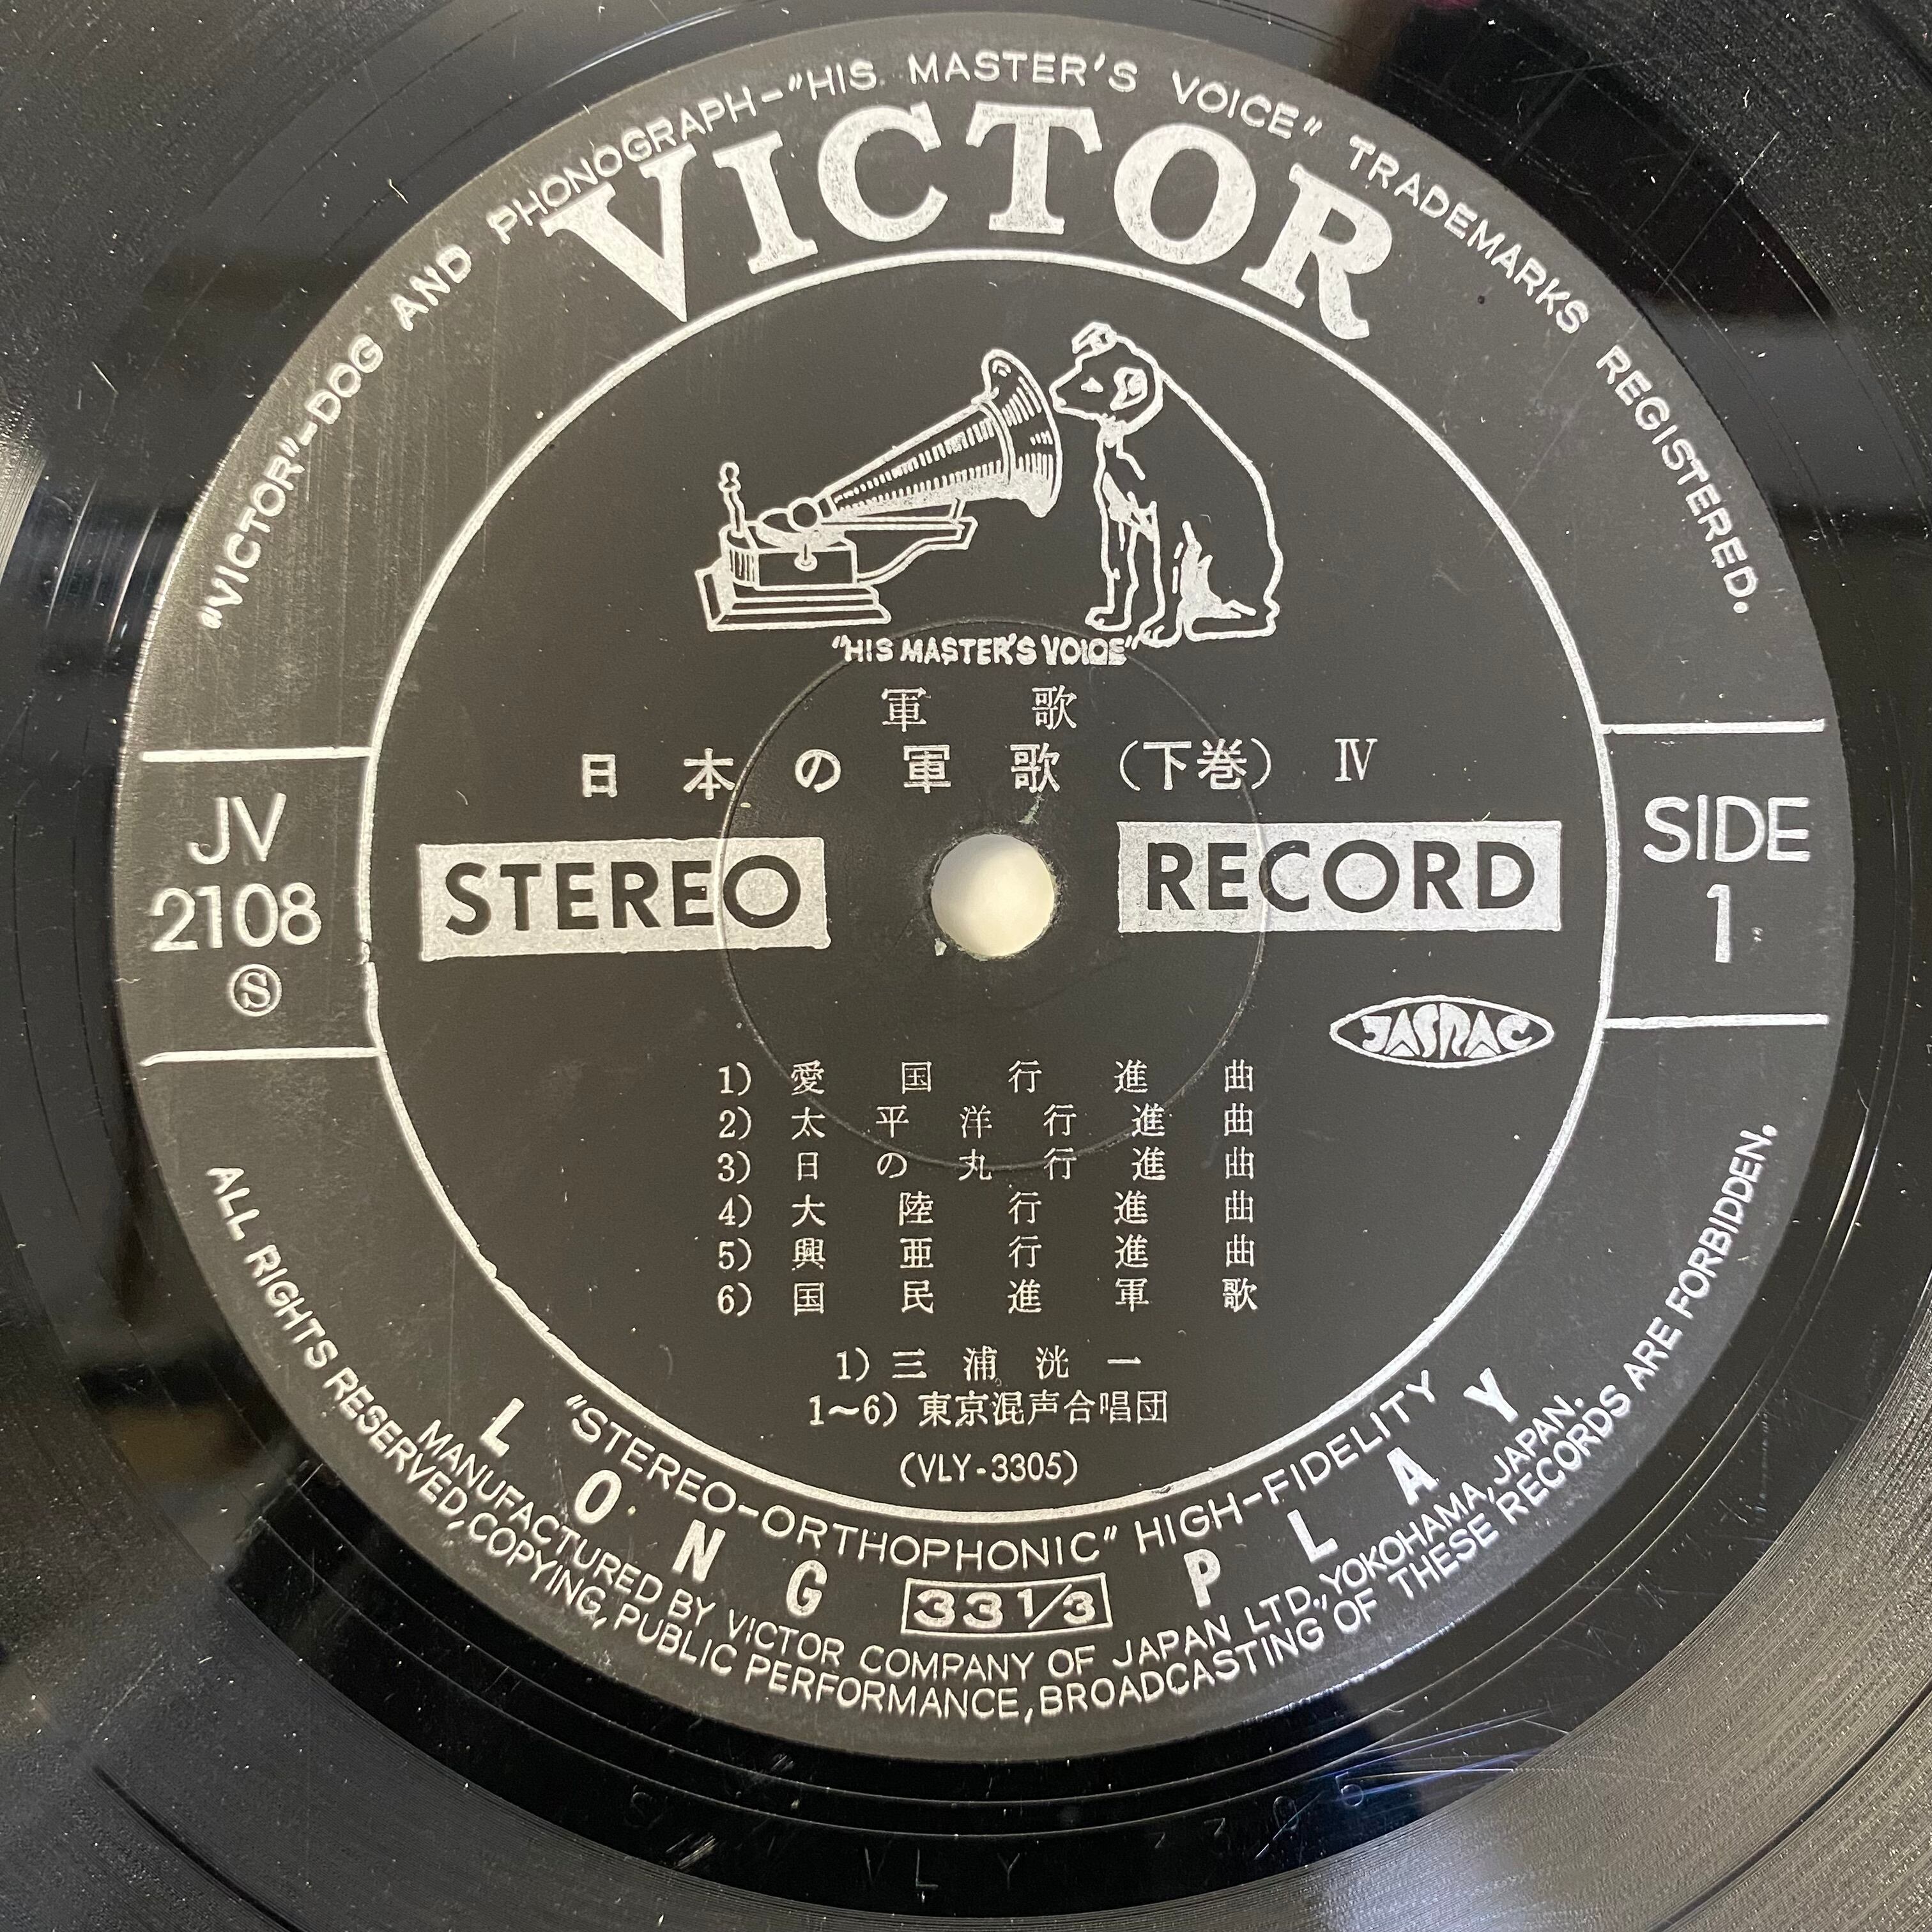 "VICTOR"-DOG AND PHONOGRAPH-"HIS MASTER'S VOICE" TRADEMARKS REGISTERED.
VICTOR
"HIS MASTER'S VOICE"
軍歌
日本の軍歌(下巻) Ⅳ
JV
2108
Ⓢ
STEREO RECORD
SIDE
1
JASRAC
1) 愛国行進曲
2) 太平洋行進曲
3) 日の丸行進曲
4) 大陸行進曲
5) 興亜行進曲
6) 国民進軍歌
1) 三浦洸一
1~6) 東京混声合唱団
(VLY-3305)
"STEREO-ORTHOPHONIC" HIGH-FIDELITY
LONG 33 1/3 PLAY
MANUFACTURED BY VICTOR COMPANY OF JAPAN LTD., YOKOHAMA, JAPAN.
ALL RIGHTS RESERVED, COPYING, PUBLIC PERFORMANCE, BROADCASTING OF THESE RECORDS ARE FORBIDDEN.
VLY